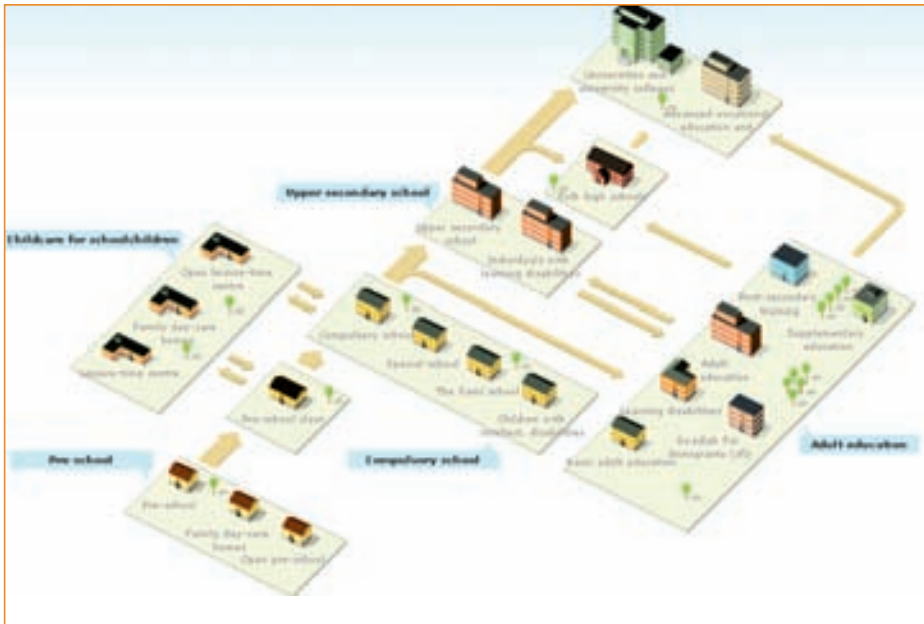 Universities and
university colleges
Advanced vocational
education and
Upper secondary school
high school
Upper secondary
school
Individuals with
learning disabilities
Childcare for schoolchildren
Open leisure-time
centre
Family day-care
homes
Leisure-time centre
Compulsory school
Special school
The Sami school
Children with
disabilities
Pre-school class
Post-secondary
training
Supplementary
education
Adult
education
Learning disabilities
Swedish for
immigrants (sfi)
Basic adult education
Adult education
Compulsory school
Pre-school
Pre-school
Family day-care
homes
Open pre-school